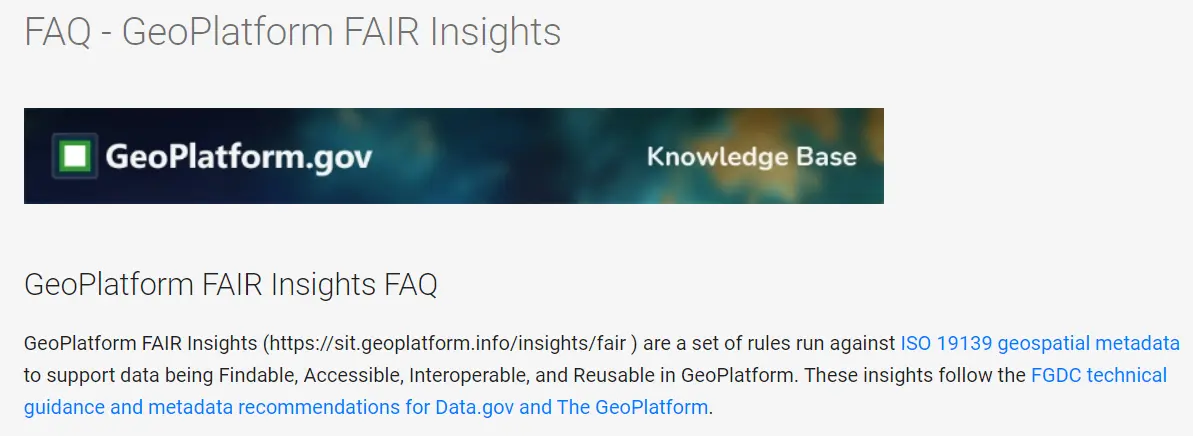 FAQ - GeoPlatform FAIR Insights
GeoPlatform.gov
Knowledge Base
GeoPlatform FAIR Insights FAQ
GeoPlatform FAIR Insights (https://sit.geoplatform.info/insights/fair ) are a set of rules run against ISO 19139 geospatial metadata
to support data being Findable, Accessible, Interoperable, and Reusable in GeoPlatform. These insights follow the FGDC technical
guidance and metadata recommendations for Data.gov and The GeoPlatform.